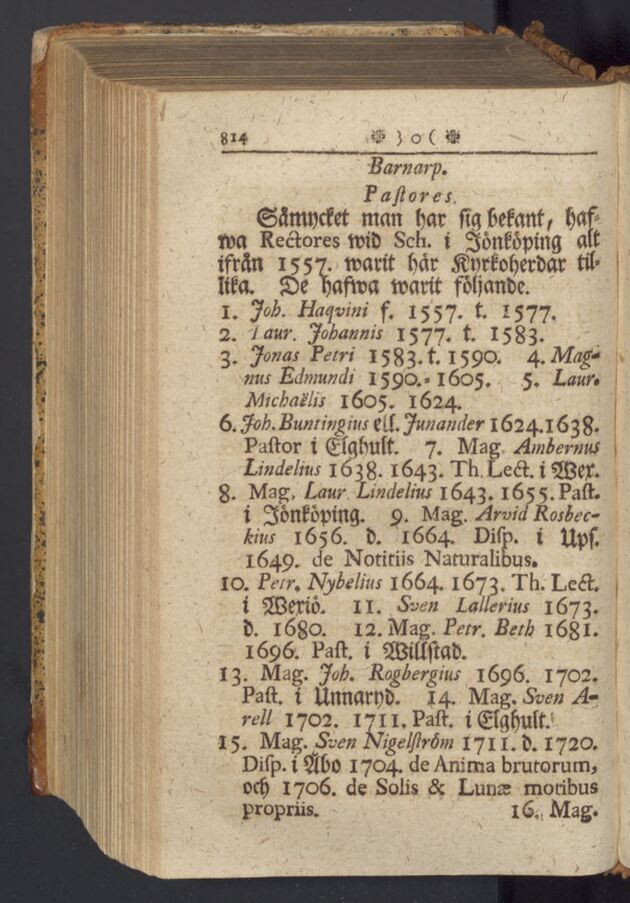 814 ❉ ) o ( ❉
Barnarp.
Pastores.
Såmycket man har sig bekant, haf-
wa Rectores wid Sch. i Jönköping alt
ifrån 1557. warit här Kyrkoherdar til-
lika. De hafwa warit följande.
1. Joh. Haqvini f. 1557. t. 1577.
2. Laur. Johannis 1577. t. 1583.
3. Jonas Petri 1583. t. 1590. 4. Mag-
nus Edmundi 1590.-1605. 5. Laur.
Michaëlis 1605. 1624.
6. Joh. Buntingius ell. Junander 1624.1638.
Pastor i Elghult. 7. Mag. Ambernus
Lindelius 1638. 1643. Th. Lect. i Wex.
8. Mag. Laur. Lindelius 1643. 1655. Past.
i Jönköping. 9. Mag. Arvid Rosbec-
kius 1656. d. 1664. Disp. i Ups.
1649. de Notitiis Naturalibus.
10. Petr. Nybelius 1664. 1673. Th. Lect.
i Wexiö. 11. Sven Lallerius 1673.
d. 1680. 12. Mag. Petr. Beth 1681.
1696. Past. i Willstad.
13. Mag. Joh. Rogbergius 1696. 1702.
Past. i Unnaryd. 14. Mag. Sven A-
rell 1702. 1711. Past. i Elghult.
15. Mag. Sven Nigelström 1711. d. 1720.
Disp. i Åbo 1704. de Anima brutorum,
och 1706. de Solis & Lunæ motibus
propriis. 16. Mag.